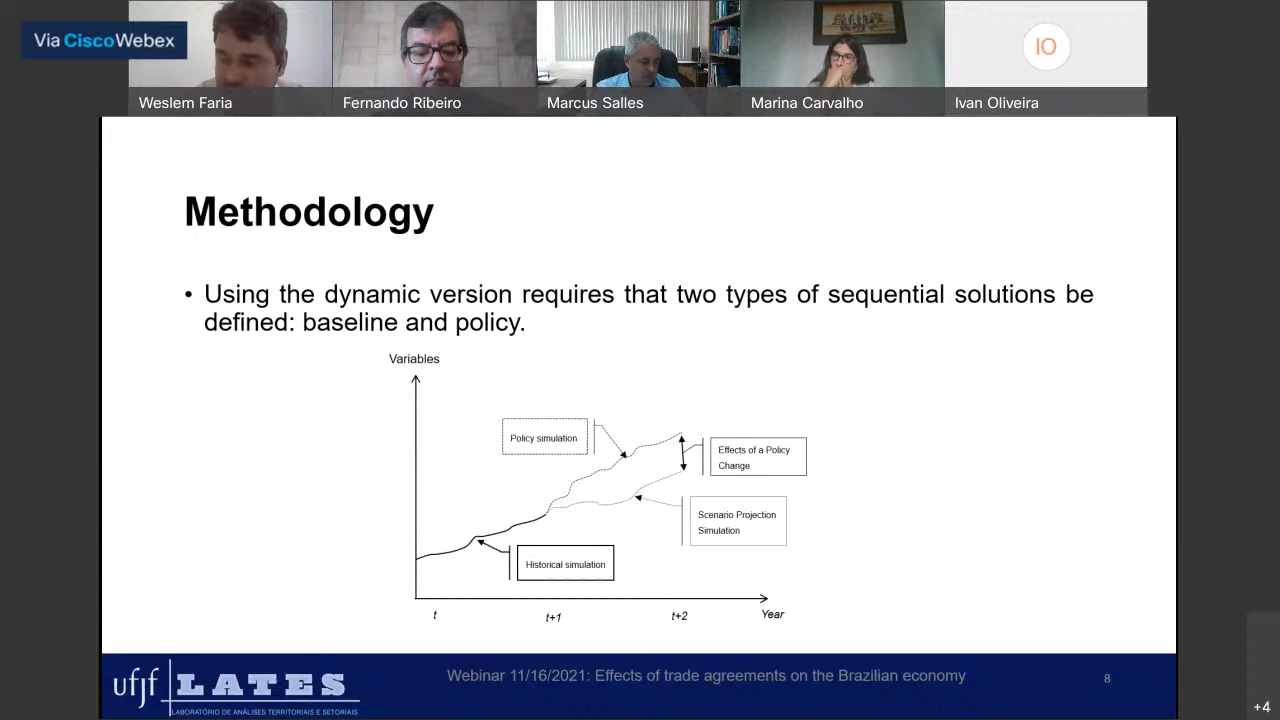 Via Cisco Webex
Weslem Faria
Fernando Ribeiro
Marcus Salles
Marina Carvalho
IO
Ivan Oliveira
Methodology
• Using the dynamic version requires that two types of sequential solutions be
defined: baseline and policy.
Variables
Policy simulation
Effects of a Policy
Change
Scenario Projection
Simulation
Historical simulation
t
t+1
t+2
Year
ufjf LATES
LABORATÓRIO DE ANÁLISES TERRITORIAIS E SETORIAIS
Webinar 11/16/2021: Effects of trade agreements on the Brazilian economy
8
+4